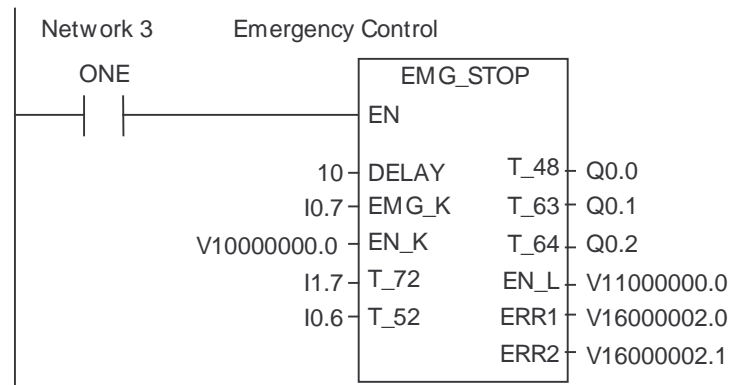 Network 3 Emergency Control
ONE
EMG_STOP
EN
10 DELAY T_48 Q0.0
I0.7 EMG_K T_63 Q0.1
V10000000.0 EN_K T_64 Q0.2
I1.7 T_72 EN_L V11000000.0
I0.6 T_52 ERR1 V16000002.0
ERR2 V16000002.1